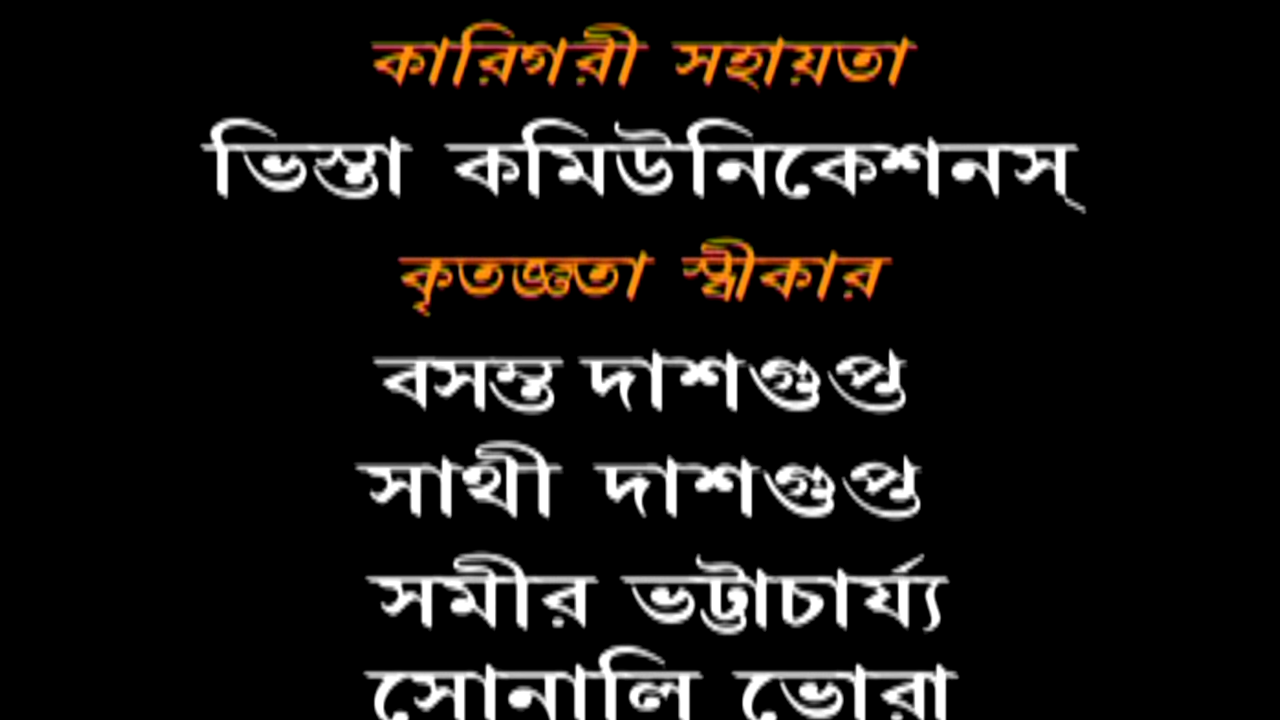 কারিগরী সহায়তা
ভিস্তা কমিউনিকেশনস্
কৃতজ্ঞতা স্বীকার
বসন্ত দাশগুপ্ত
সাথী দাশগুপ্ত
সমীর ভট্টাচার্য্য
সোনালি ভোরা